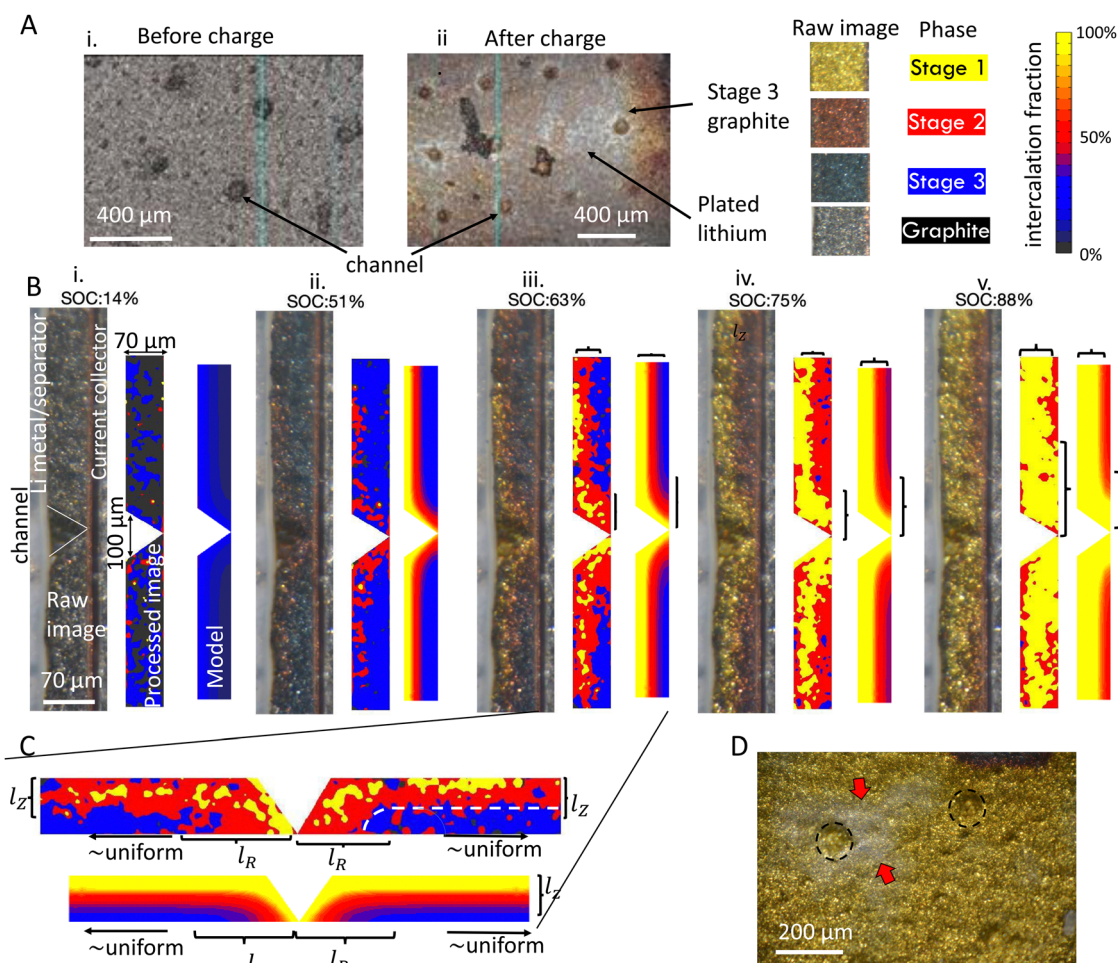 A
i.
Before charge
400 µm
ii
After charge
400 µm
channel
Stage 3
graphite
Plated
lithium
Raw image
Phase
Stage 1
Stage 2
Stage 3
Graphite
100%
50%
0%
intercalation fraction
B
i.
SOC:14%
ii.
SOC:51%
iii.
SOC:63%
iv.
SOC:75%
v.
SOC:88%
channel
Li metal/separator
Current collector
70 µm
100 µm
Raw
image
Processed image
Model
70 µm
l_Z
C
l_Z
l_Z
~uniform
l_R
l_R
~uniform
l_Z
~uniform
l
l_R
~uniform
D
200 µm